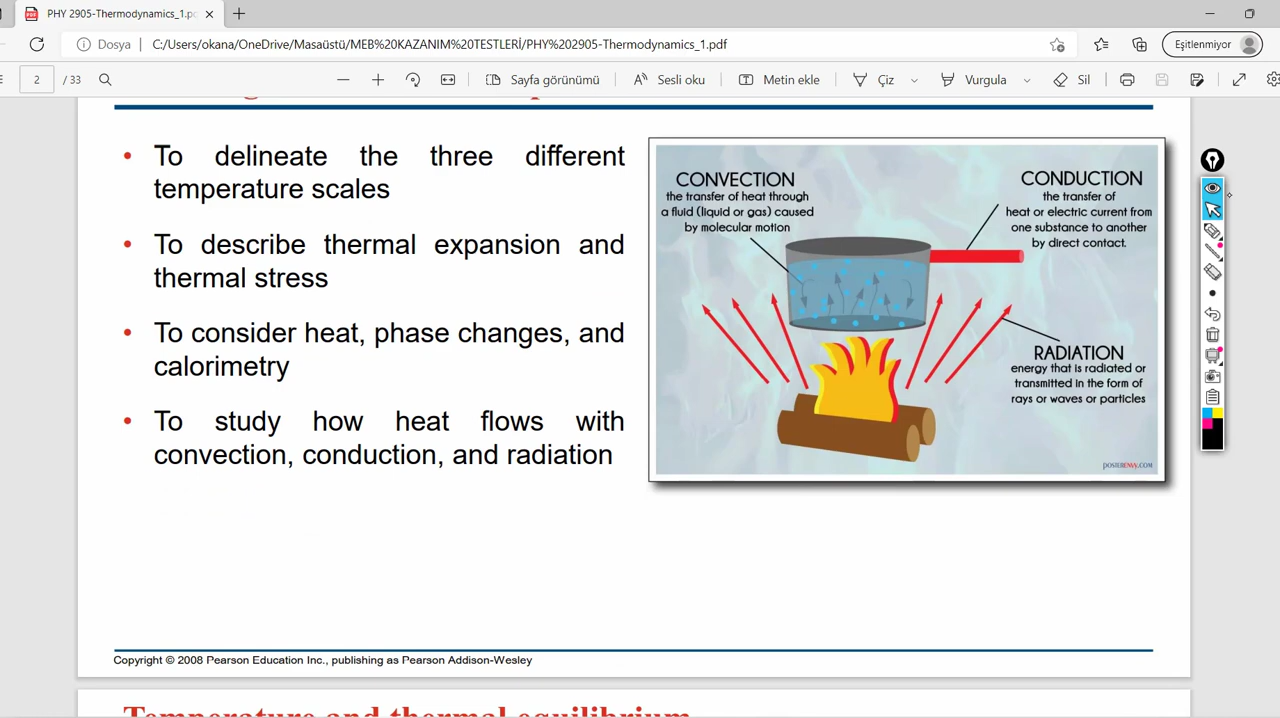 PHY 2905-Thermodynamics_1.p
Dosya
C:/Users/okana/OneDrive/Masaüstü/MEB%20KAZANIM%20TESTLERİ/PHY%202905-Thermodynamics_1.pdf
Eşitlenmiyor
2 / 33
Sayfa görünümü
Sesli oku
Metin ekle
Çiz
Vurgula
Sil
• To delineate the three different
temperature scales
• To describe thermal expansion and
thermal stress
• To consider heat, phase changes, and
calorimetry
• To study how heat flows with
convection, conduction, and radiation
CONVECTION
the transfer of heat through
a fluid (liquid or gas) caused
by molecular motion
CONDUCTION
the transfer of
heat or electric current from
one substance to another
by direct contact.
RADIATION
energy that is radiated or
transmitted in the form of
rays or waves or particles
POSTERENVY.COM
Copyright © 2008 Pearson Education Inc., publishing as Pearson Addison-Wesley
Temperature and thermal equilibrium